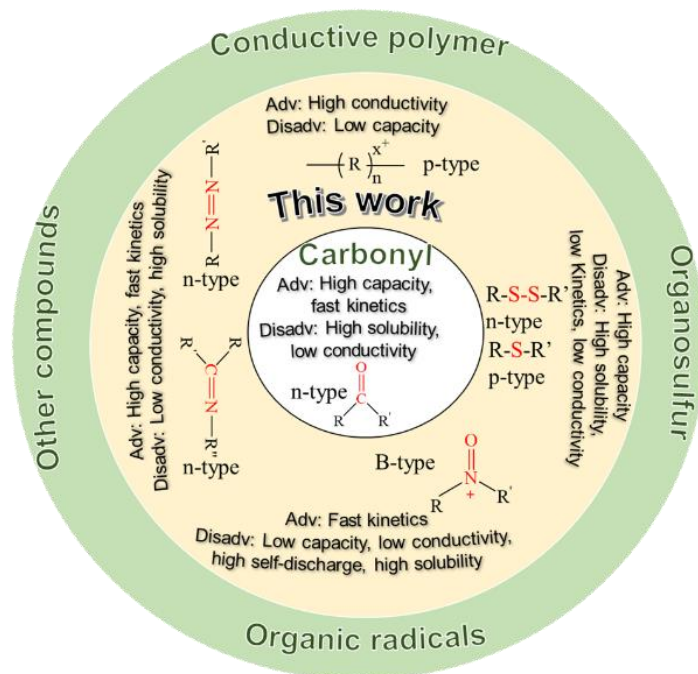 Conductive polymer
Adv: High conductivity
Disadv: Low capacity
—(R)—
x+
n
p-type
This work
Carbonyl
Adv: High capacity,
fast kinetics
Disadv: High solubility,
low conductivity
n-type
O
C
R R'
Organosulfur
Adv: High capacity
Disadv: High solubility,
low Kinetics, low conductivity
R-S-S-R’
n-type
R-S-R’
p-type
B-type
O
N
+
R R'
Adv: Fast kinetics
Disadv: Low capacity, low conductivity,
high self-discharge, high solubility
Organic radicals
Other compounds
Adv: High capacity, fast kinetics
Disadv: Low conductivity, high solubility
R'-N=N-R
n-type
R' R
C=N-R"
n-type